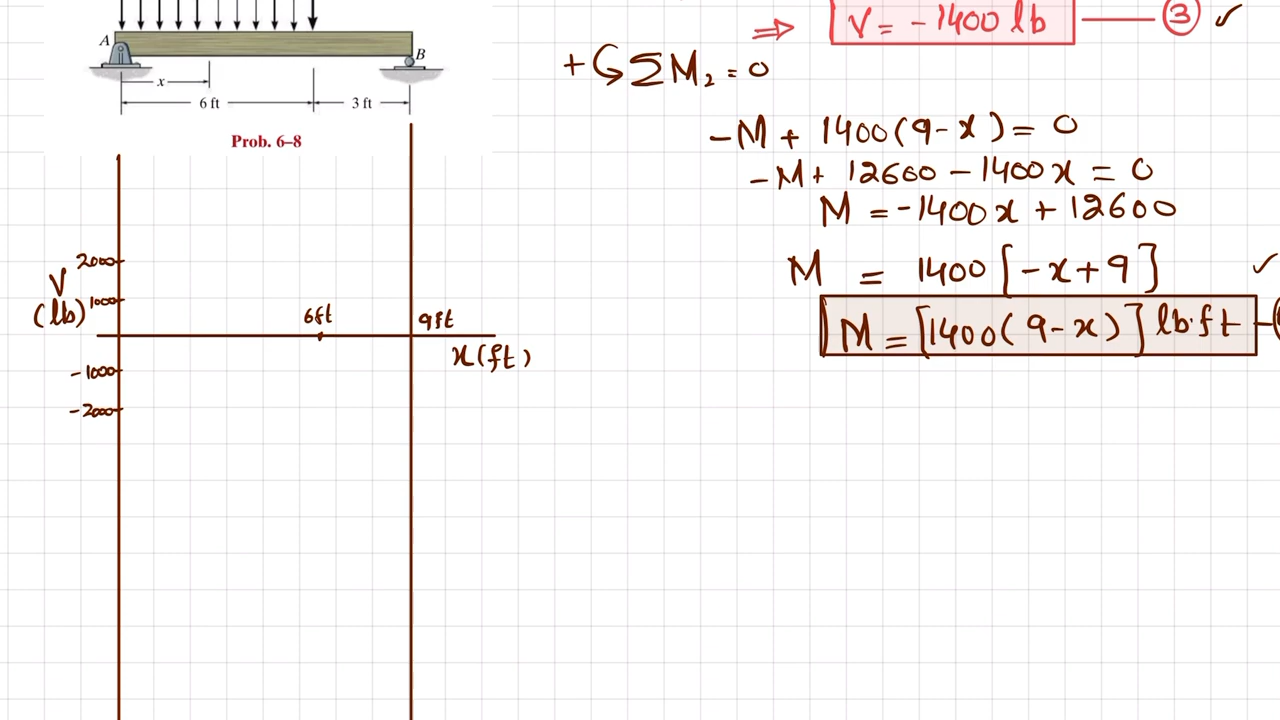 A
B
x
6 ft
3 ft
Prob. 6–8
V
(lb)
2000
1000
-1000
-2000
6ft
9ft
x(ft)
⇒ V = -1400 lb — ③ ✓
+ ↺ ΣM₂ = 0
-M + 1400(9-x) = 0
-M + 12600 - 1400x = 0
M = -1400x + 12600
M = 1400[-x+9] ✓
M = [1400(9-x)] lb·ft